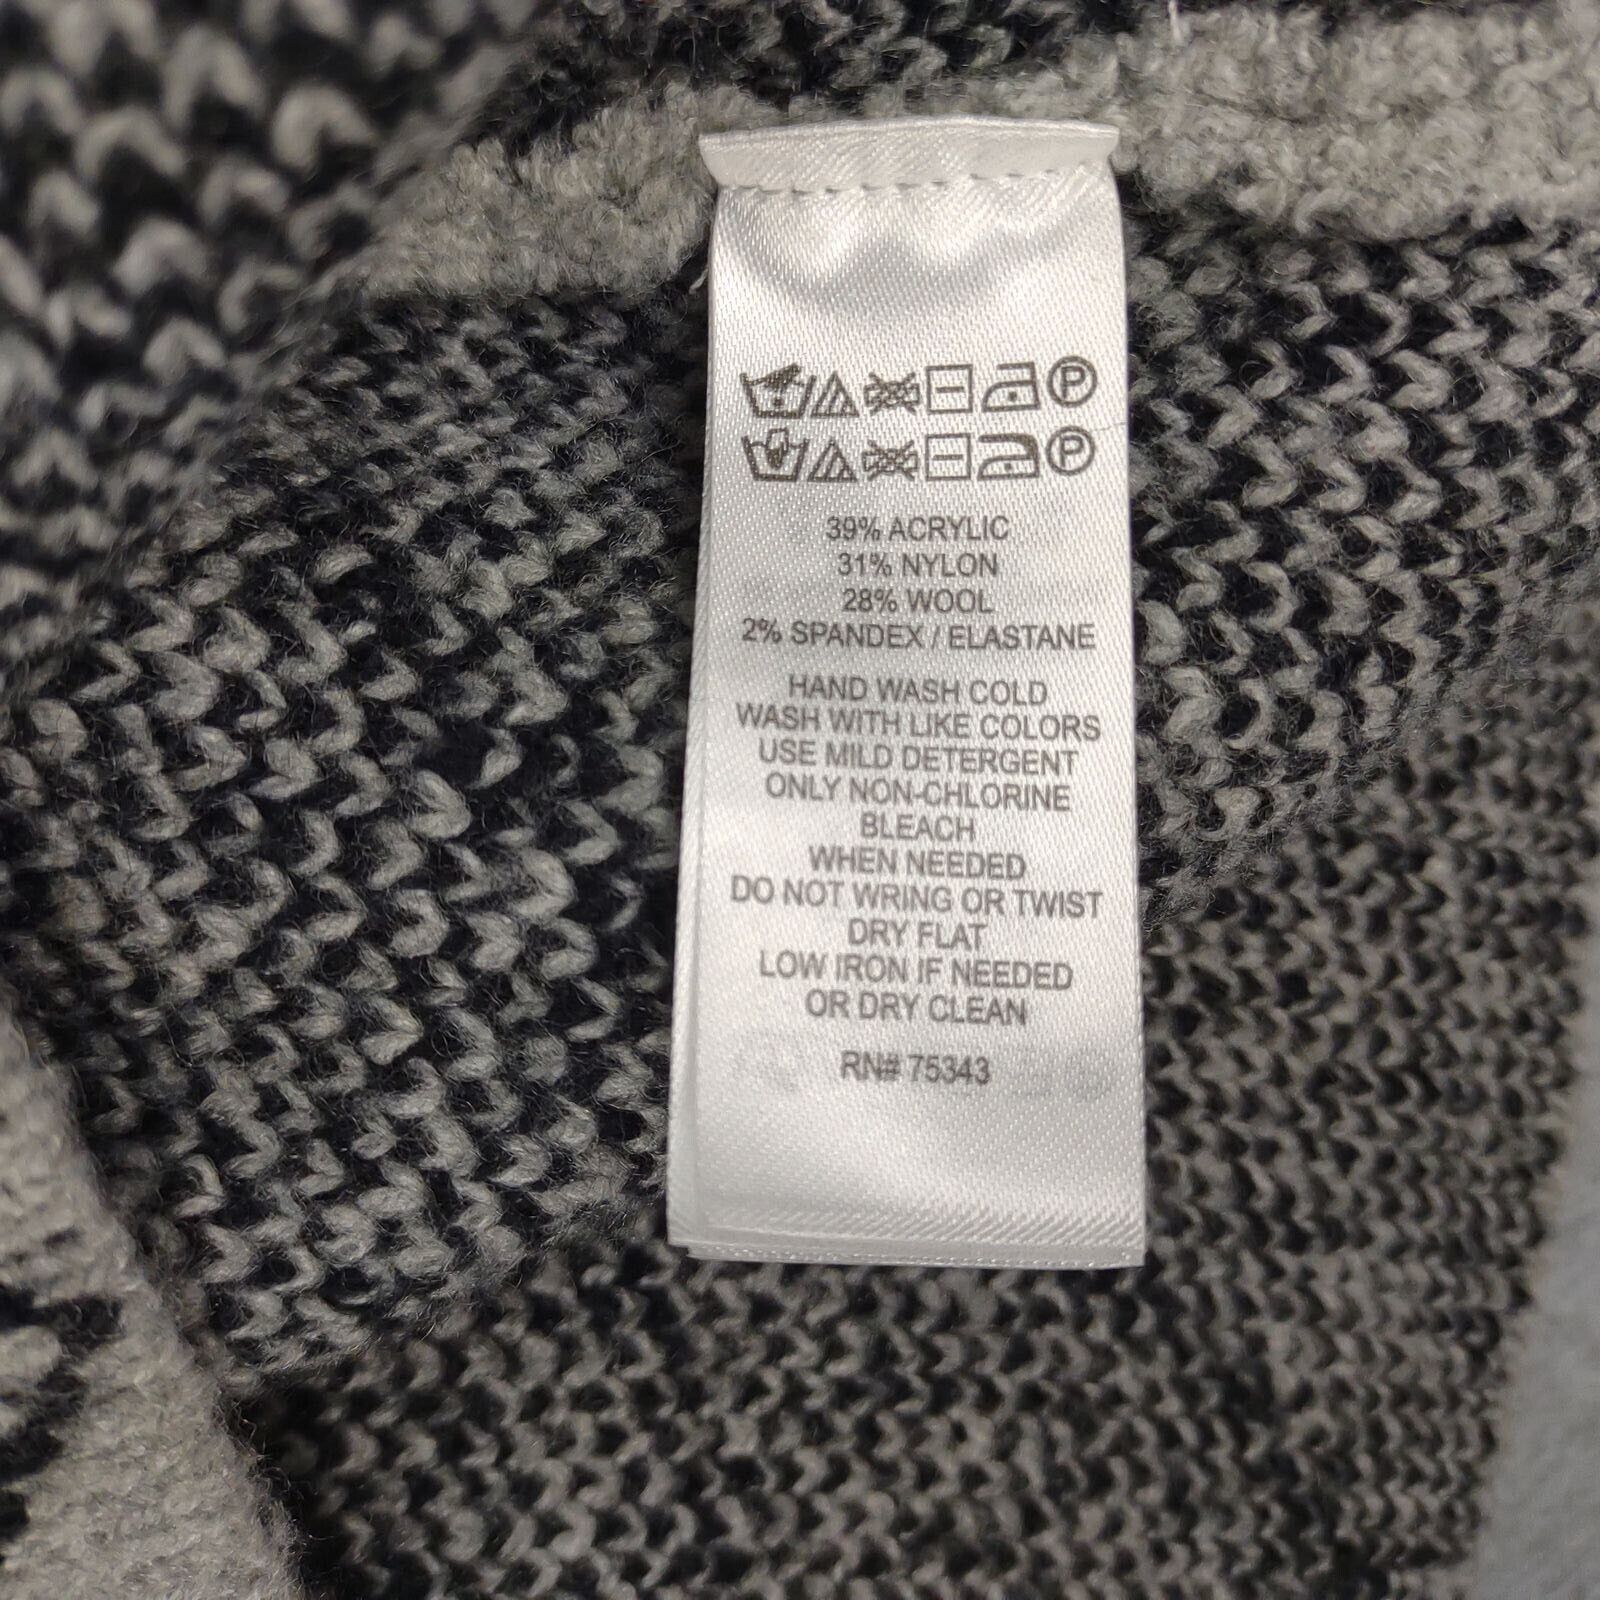 P
P
39% ACRYLIC
31% NYLON
28% WOOL
2% SPANDEX / ELASTANE
HAND WASH COLD
WASH WITH LIKE COLORS
USE MILD DETERGENT
ONLY NON-CHLORINE
BLEACH
WHEN NEEDED
DO NOT WRING OR TWIST
DRY FLAT
LOW IRON IF NEEDED
OR DRY CLEAN
RN# 75343